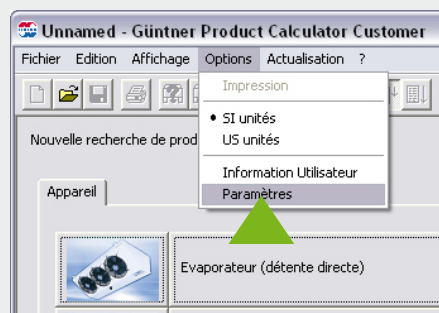 Unnamed - Güntner Product Calculator Customer
Fichier Edition Affichage Options Actualisation ?
Impression
• SI unités
US unités
Nouvelle recherche de prod
Information Utilisateur
Paramètres
Appareil
Evaporateur (détente directe)